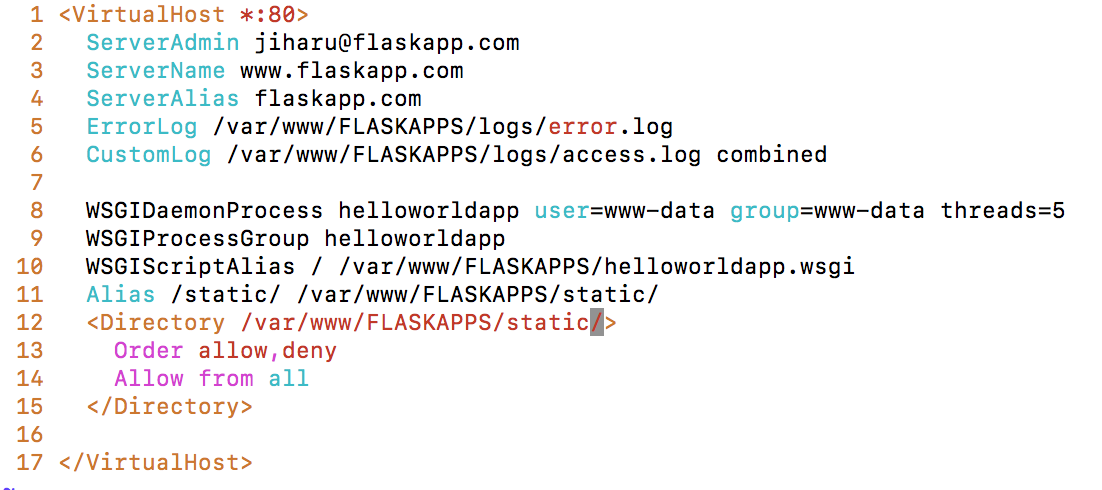 1 <VirtualHost *:80>
2   ServerAdmin jiharu@flaskapp.com
3   ServerName www.flaskapp.com
4   ServerAlias flaskapp.com
5   ErrorLog /var/www/FLASKAPPS/logs/error.log
6   CustomLog /var/www/FLASKAPPS/logs/access.log combined
7
8   WSGIDaemonProcess helloworldapp user=www-data group=www-data threads=5
9   WSGIProcessGroup helloworldapp
10   WSGIScriptAlias / /var/www/FLASKAPPS/helloworldapp.wsgi
11   Alias /static/ /var/www/FLASKAPPS/static/
12   <Directory /var/www/FLASKAPPS/static/>
13     Order allow,deny
14     Allow from all
15   </Directory>
16
17 </VirtualHost>